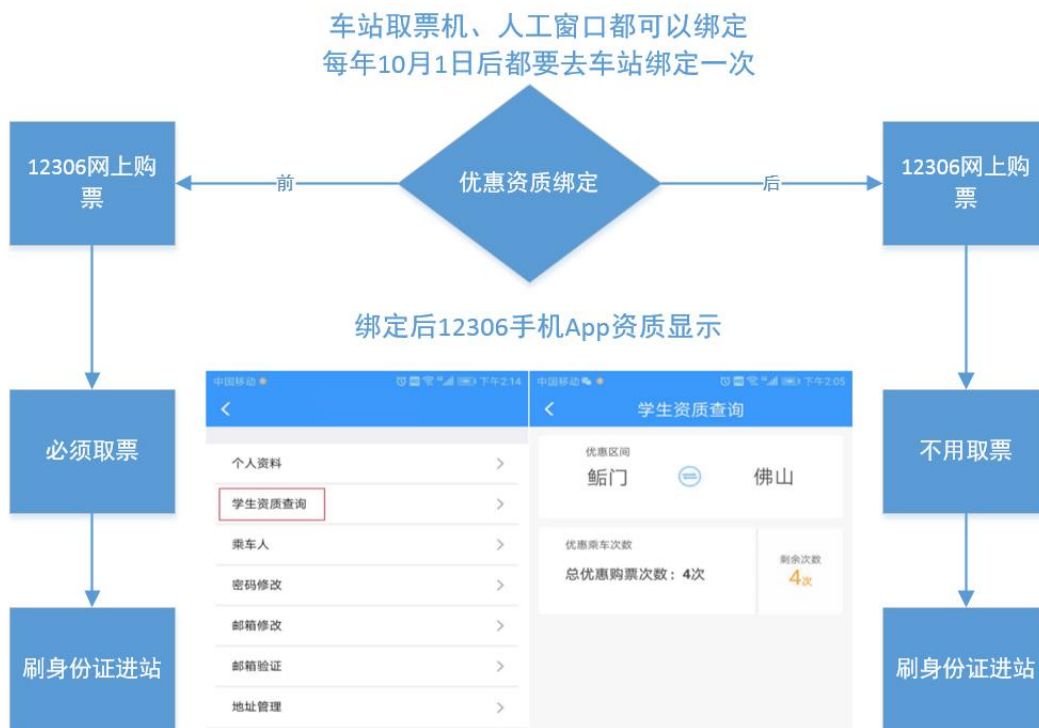 车站取票机、人工窗口都可以绑定
每年10月1日后都要去车站绑定一次
12306网上购
票
前
优惠资质绑定
后
12306网上购
票
绑定后12306手机App资质显示
必须取票
不用取票
刷身份证进站
刷身份证进站
中国移动
下午2:14
个人资料
学生资质查询
乘车人
密码修改
邮箱修改
邮箱验证
地址管理
中国移动
下午2:05
学生资质查询
优惠区间
鲘门
佛山
优惠乘车次数
总优惠购票次数：4次
剩余次数
4次